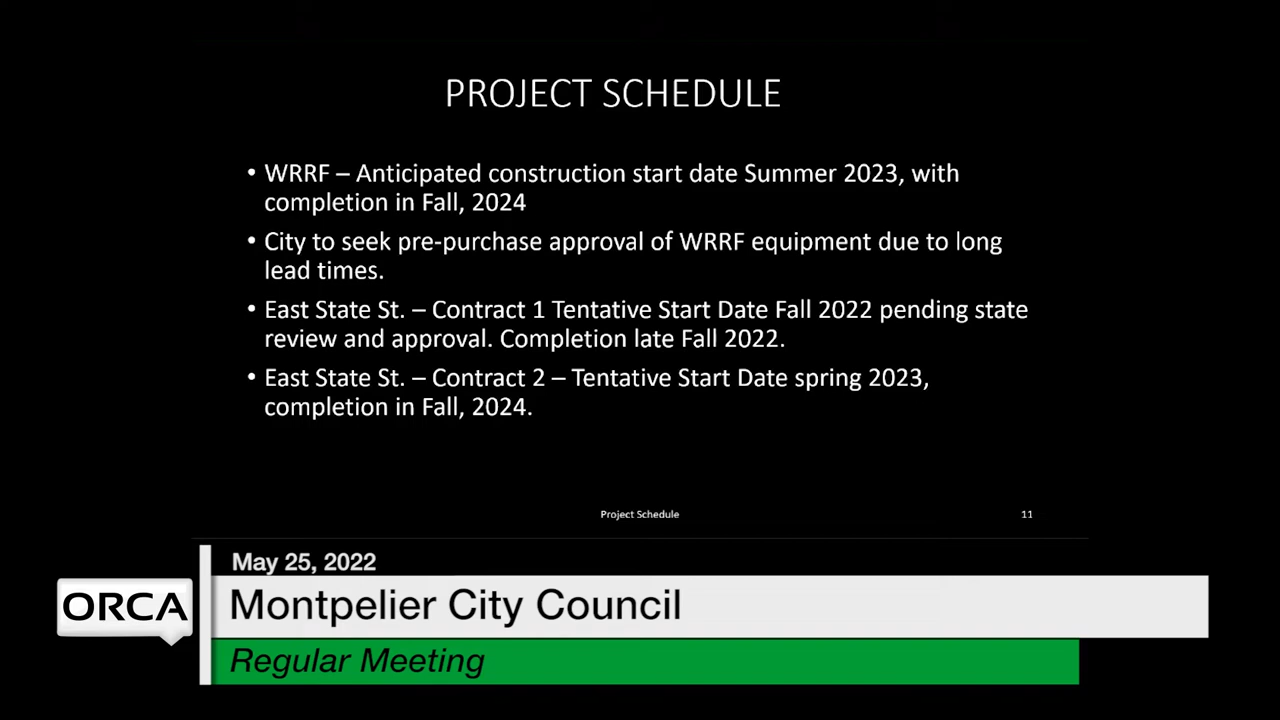 PROJECT SCHEDULE
• WRRF – Anticipated construction start date Summer 2023, with
completion in Fall, 2024
• City to seek pre-purchase approval of WRRF equipment due to long
lead times.
• East State St. – Contract 1 Tentative Start Date Fall 2022 pending state
review and approval. Completion late Fall 2022.
• East State St. – Contract 2 – Tentative Start Date spring 2023,
completion in Fall, 2024.
Project Schedule 11
May 25, 2022
ORCA
Montpelier City Council
Regular Meeting